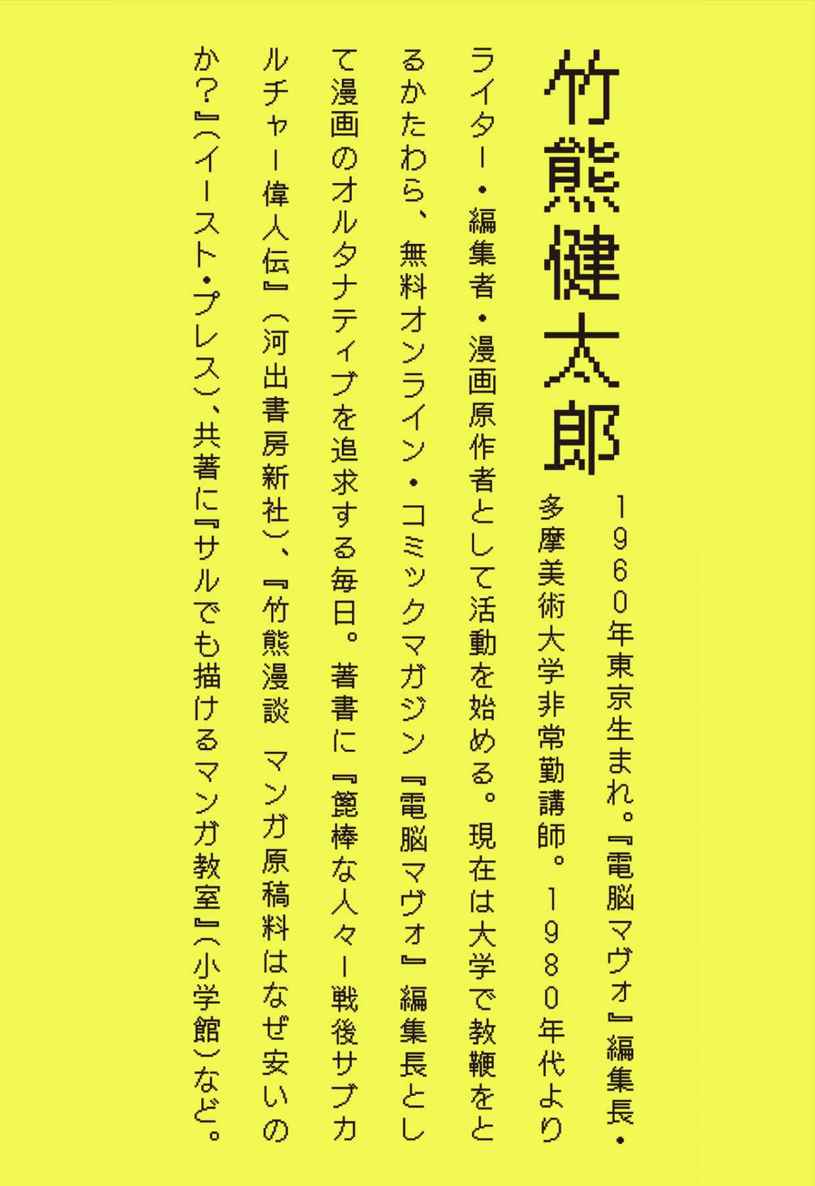 竹熊健太郎
1960年東京生まれ。『電脳マヴォ』編集長・
多摩美術大学非常勤講師。1980年代より
ライター・編集者・漫画原作者として活動を始める。現在は大学で教鞭をと
るかたわら、無料オンライン・コミックマガジン『電脳マヴォ』編集長とし
て漫画のオルタナティブを追求する毎日。著書に『箆棒な人々ー戦後サブカ
ルチャー偉人伝』（河出書房新社）、『竹熊漫談 マンガ原稿料はなぜ安いの
か？』（イースト・プレス）、共著に『サルでも描けるマンガ教室』（小学館）など。